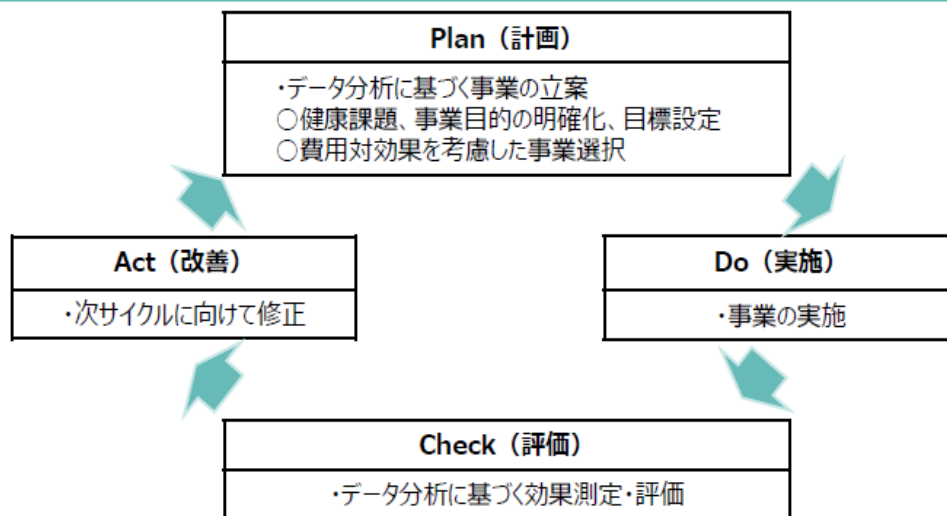 Plan（計画）
・データ分析に基づく事業の立案
○健康課題、事業目的の明確化、目標設定
○費用対効果を考慮した事業選択
Act（改善）
・次サイクルに向けて修正
Do（実施）
・事業の実施
Check（評価）
・データ分析に基づく効果測定・評価